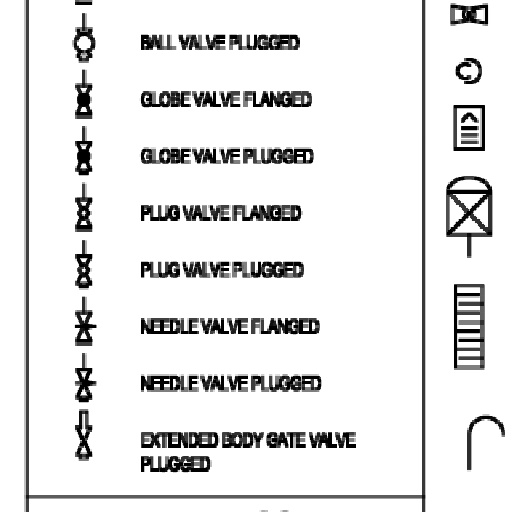 BALL VALVE PLUGGED
GLOBE VALVE FLANGED
GLOBE VALVE PLUGGED
PLUG VALVE FLANGED
PLUG VALVE PLUGGED
NEEDLE VALVE FLANGED
NEEDLE VALVE PLUGGED
EXTENDED BODY GATE VALVE
PLUGGED